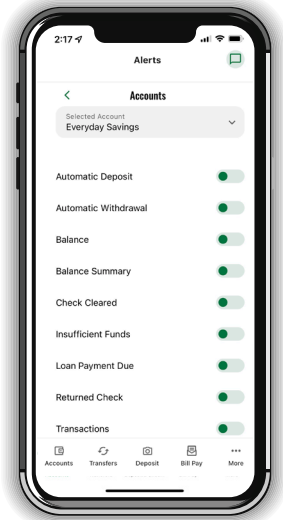 2:17
Alerts
Accounts
Selected Account
Everyday Savings
Automatic Deposit
Automatic Withdrawal
Balance
Balance Summary
Check Cleared
Insufficient Funds
Loan Payment Due
Returned Check
Transactions
Accounts Transfers Deposit Bill Pay More